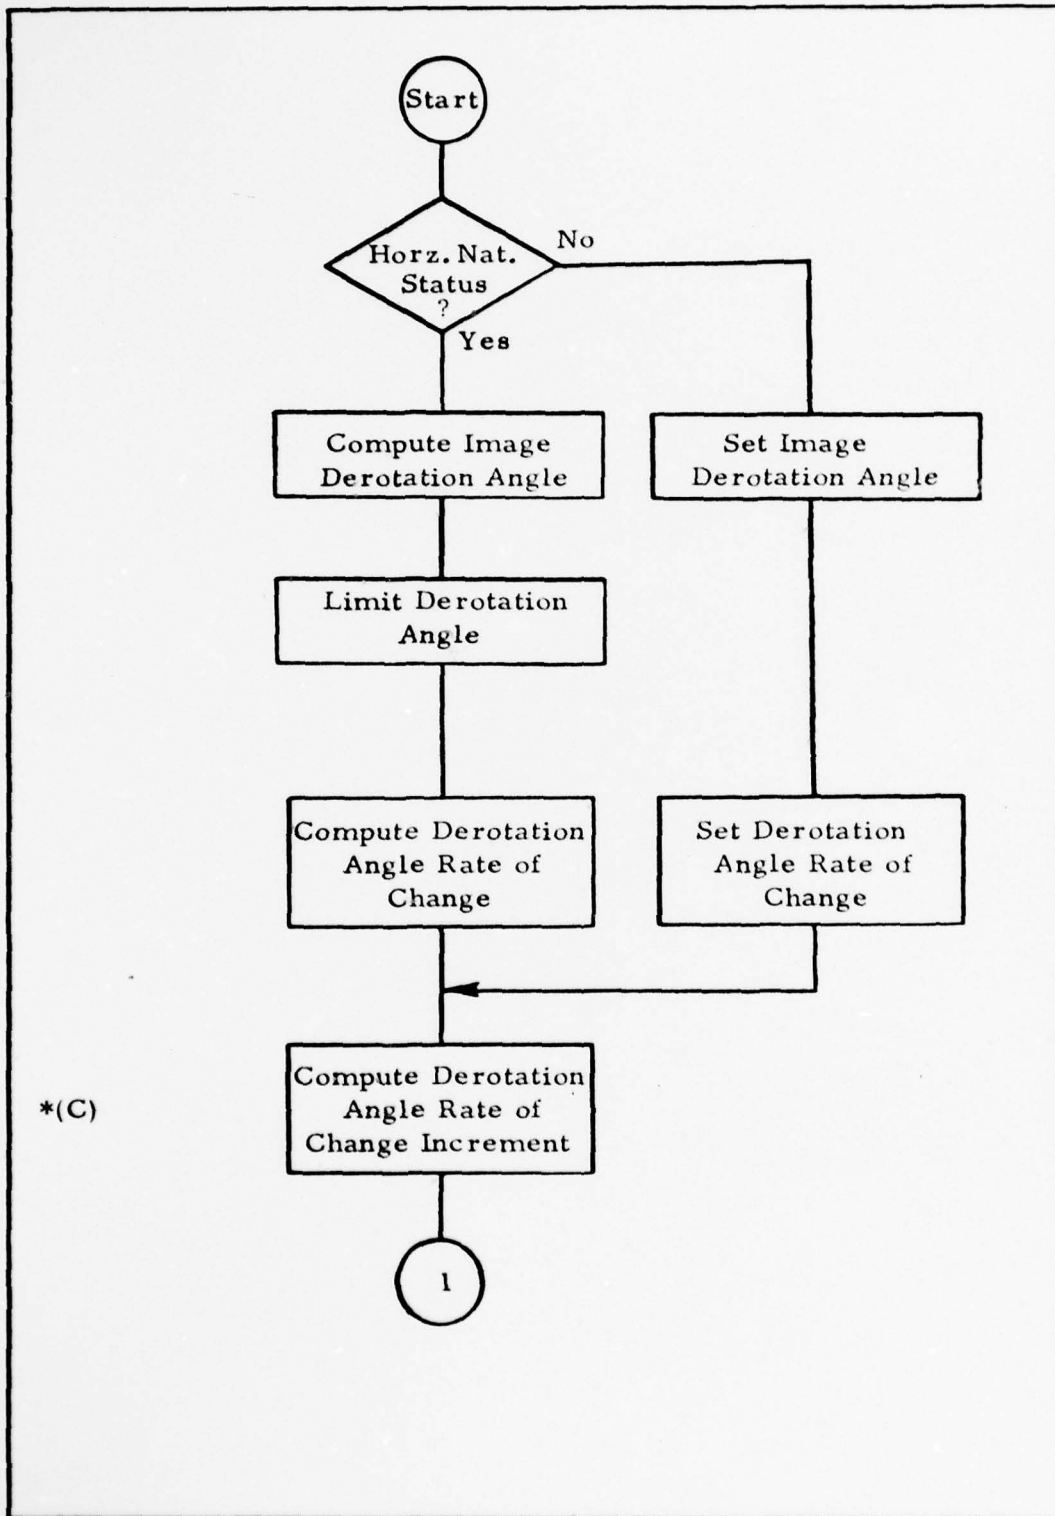 Start
Horz. Nat.
Status
?
No
Yes
Compute Image
Derotation Angle
Set Image
Derotation Angle
Limit Derotation
Angle
Compute Derotation
Angle Rate of
Change
Set Derotation
Angle Rate of
Change
*(C)
Compute Derotation
Angle Rate of
Change Increment
1